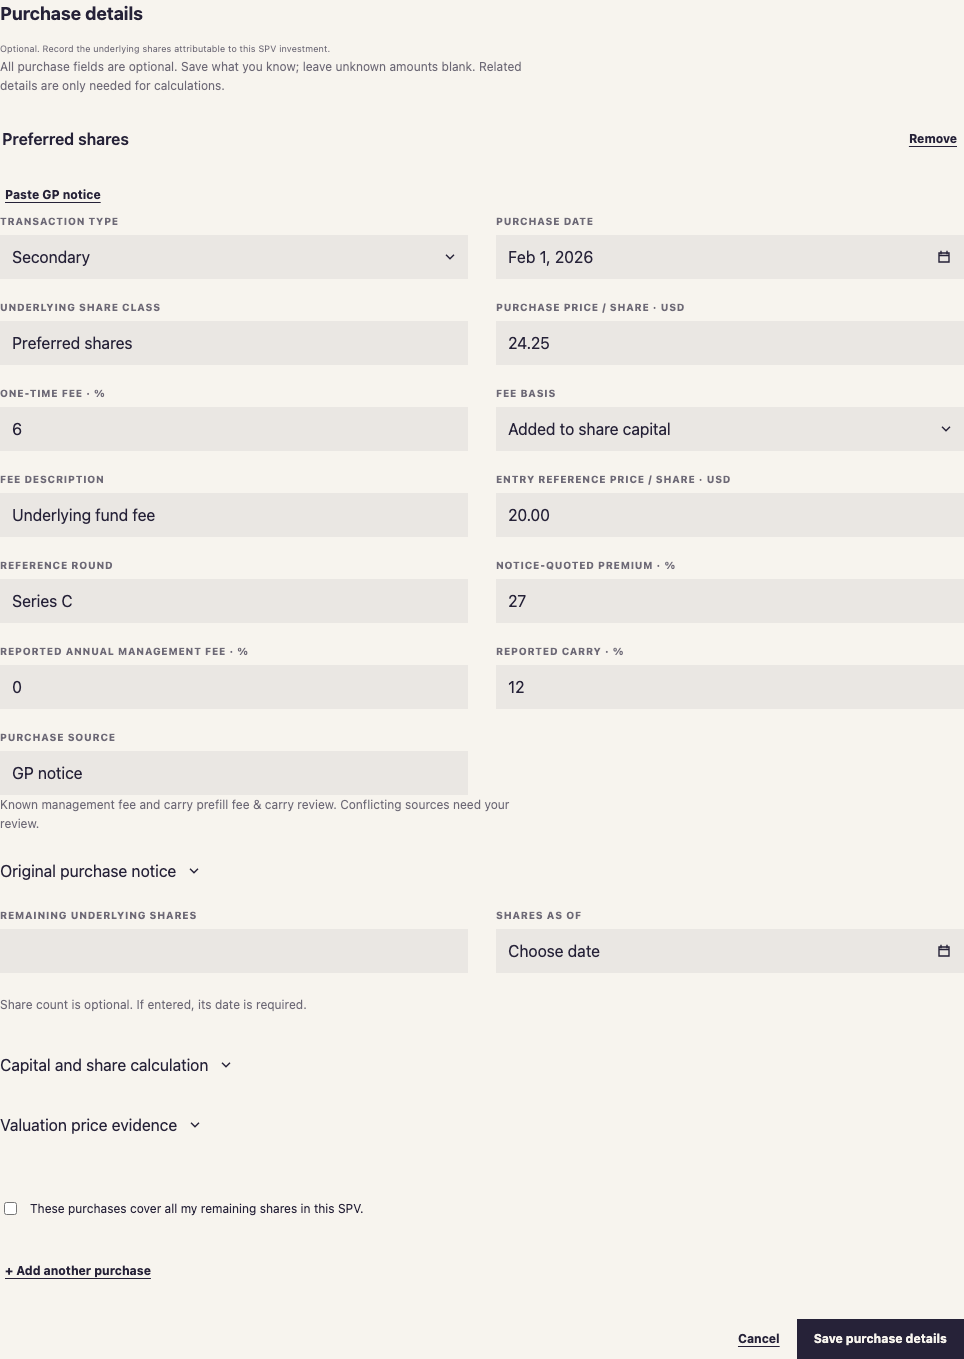 Purchase details
Optional. Record the underlying shares attributable to this SPV investment.
All purchase fields are optional. Save what you know; leave unknown amounts blank. Related
details are only needed for calculations.
Preferred shares
Remove
Paste GP notice
TRANSACTION TYPE
PURCHASE DATE
Secondary
Feb 1, 2026
UNDERLYING SHARE CLASS
PURCHASE PRICE / SHARE · USD
Preferred shares
24.25
ONE-TIME FEE · %
FEE BASIS
6
Added to share capital
FEE DESCRIPTION
ENTRY REFERENCE PRICE / SHARE · USD
Underlying fund fee
20.00
REFERENCE ROUND
NOTICE-QUOTED PREMIUM · %
Series C
27
REPORTED ANNUAL MANAGEMENT FEE · %
REPORTED CARRY · %
0
12
PURCHASE SOURCE
GP notice
Known management fee and carry prefill fee & carry review. Conflicting sources need your
review.
Original purchase notice
REMAINING UNDERLYING SHARES
SHARES AS OF
Choose date
Share count is optional. If entered, its date is required.
Capital and share calculation
Valuation price evidence
These purchases cover all my remaining shares in this SPV.
+ Add another purchase
Cancel
Save purchase details